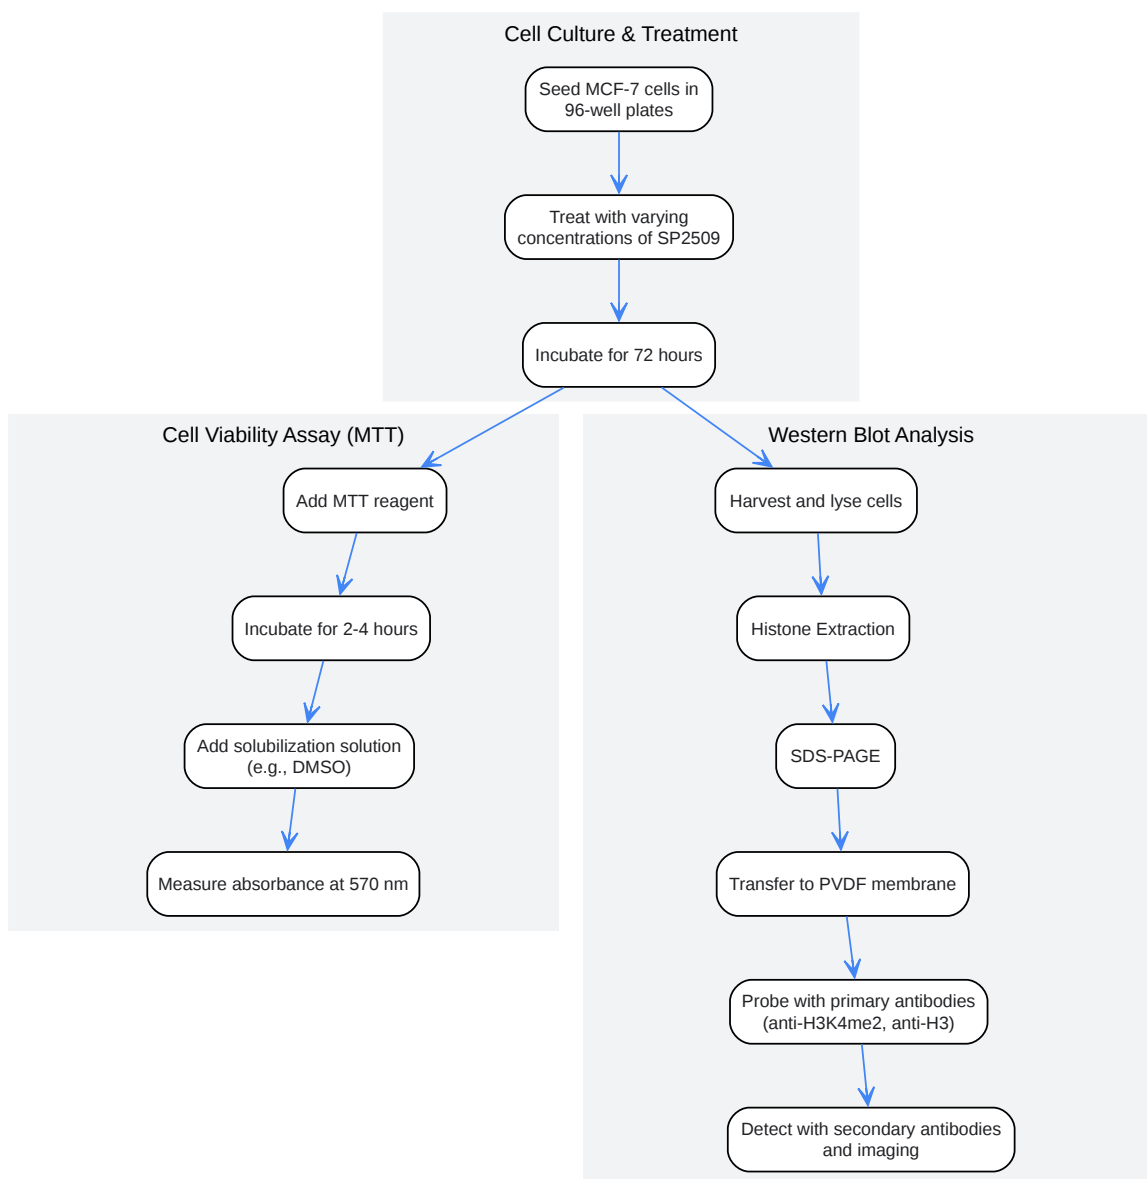 Cell Culture & Treatment
Seed MCF-7 cells in
96-well plates
Treat with varying
concentrations of SP2509
Incubate for 72 hours
Cell Viability Assay (MTT)
Add MTT reagent
Incubate for 2-4 hours
Add solubilization solution
(e.g., DMSO)
Measure absorbance at 570 nm
Western Blot Analysis
Harvest and lyse cells
Histone Extraction
SDS-PAGE
Transfer to PVDF membrane
Probe with primary antibodies
(anti-H3K4me2, anti-H3)
Detect with secondary antibodies
and imaging